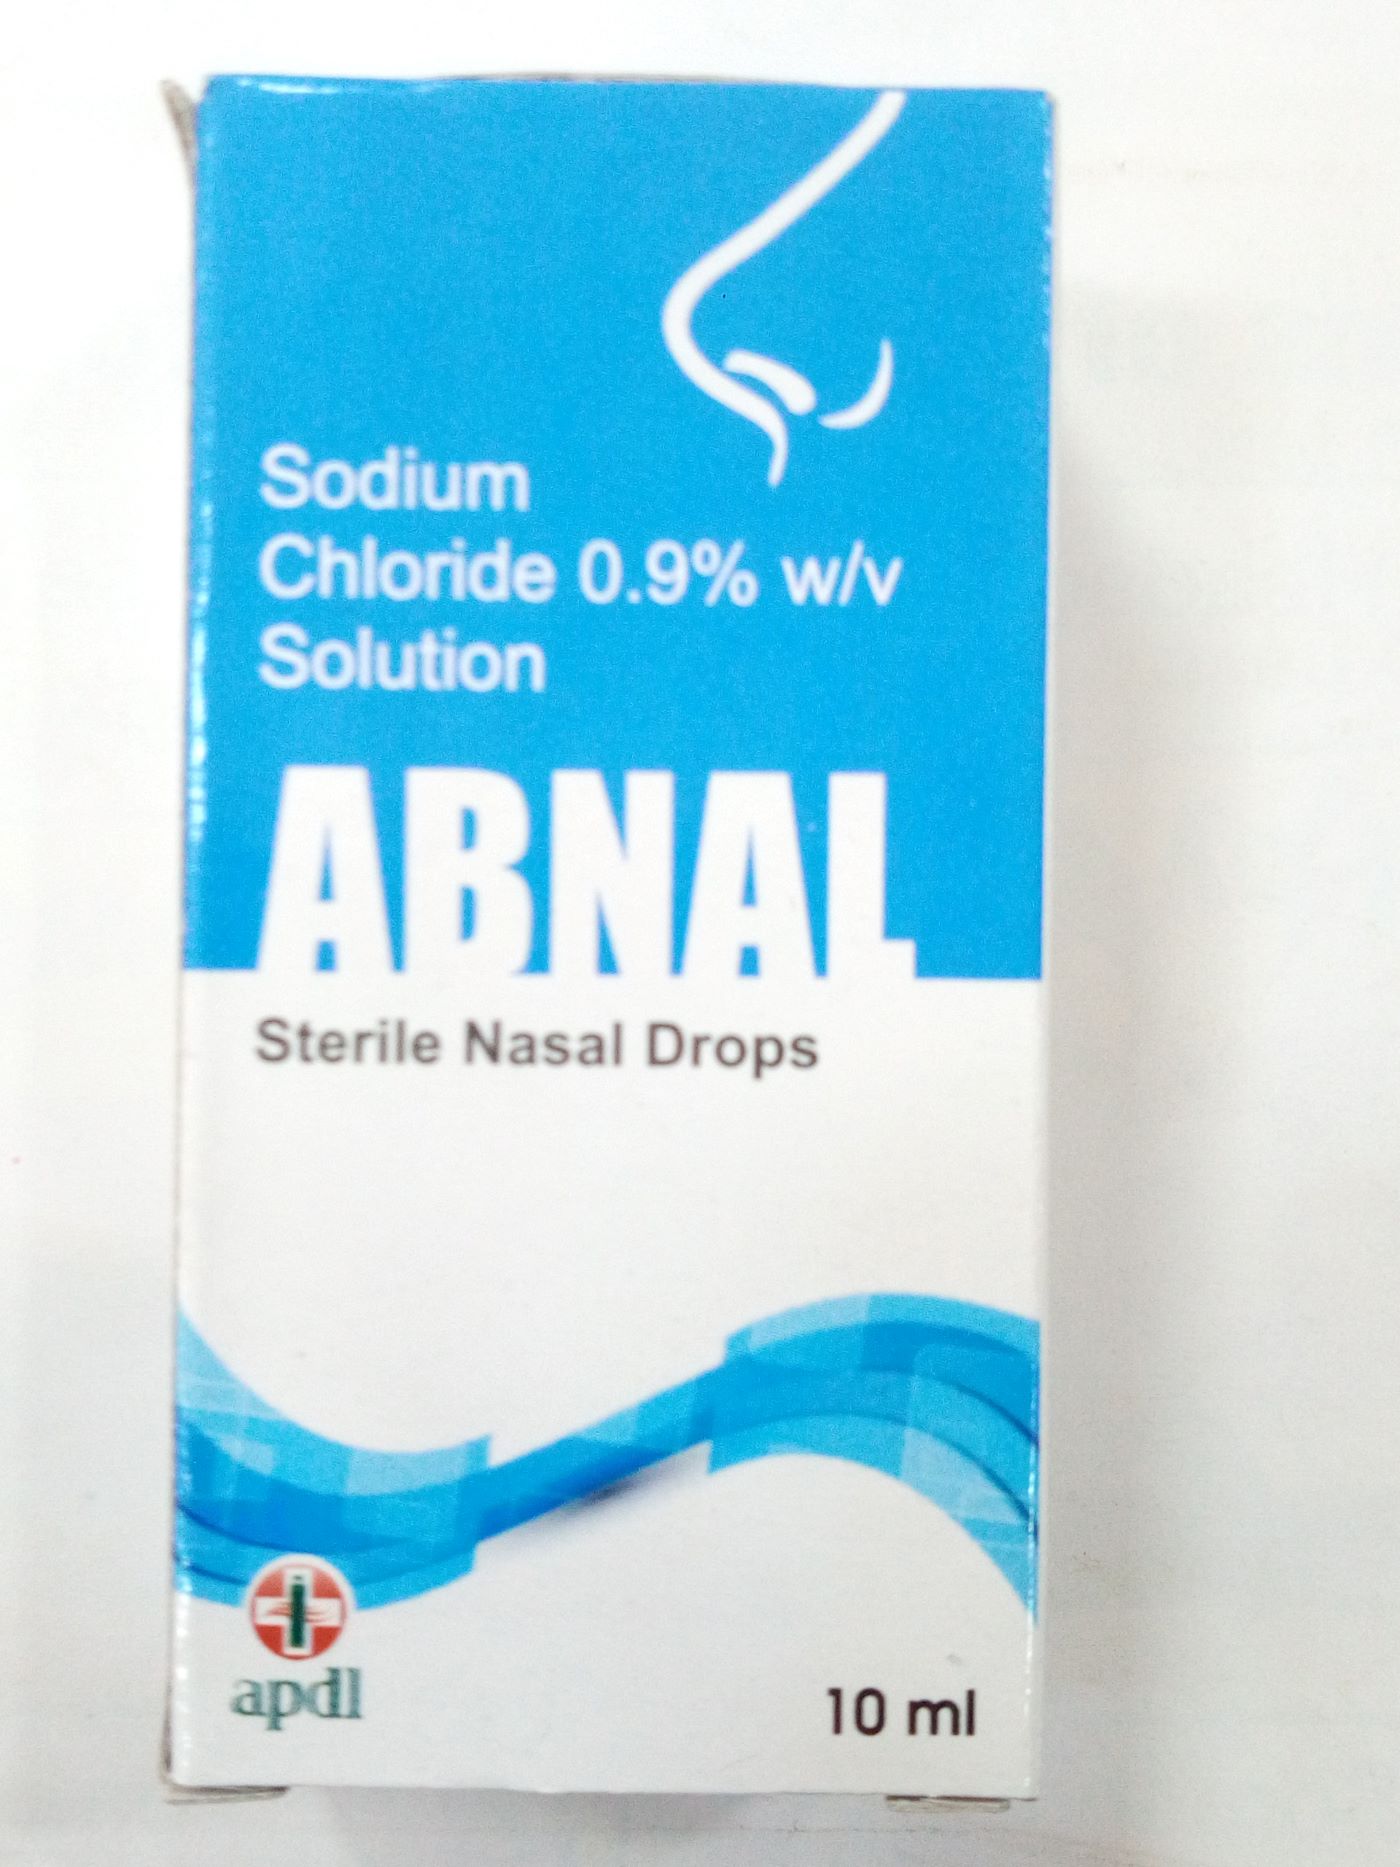 Sodium
Chloride 0.9% w/v
Solution
ABNAL
Sterile Nasal Drops
apdl
10 ml